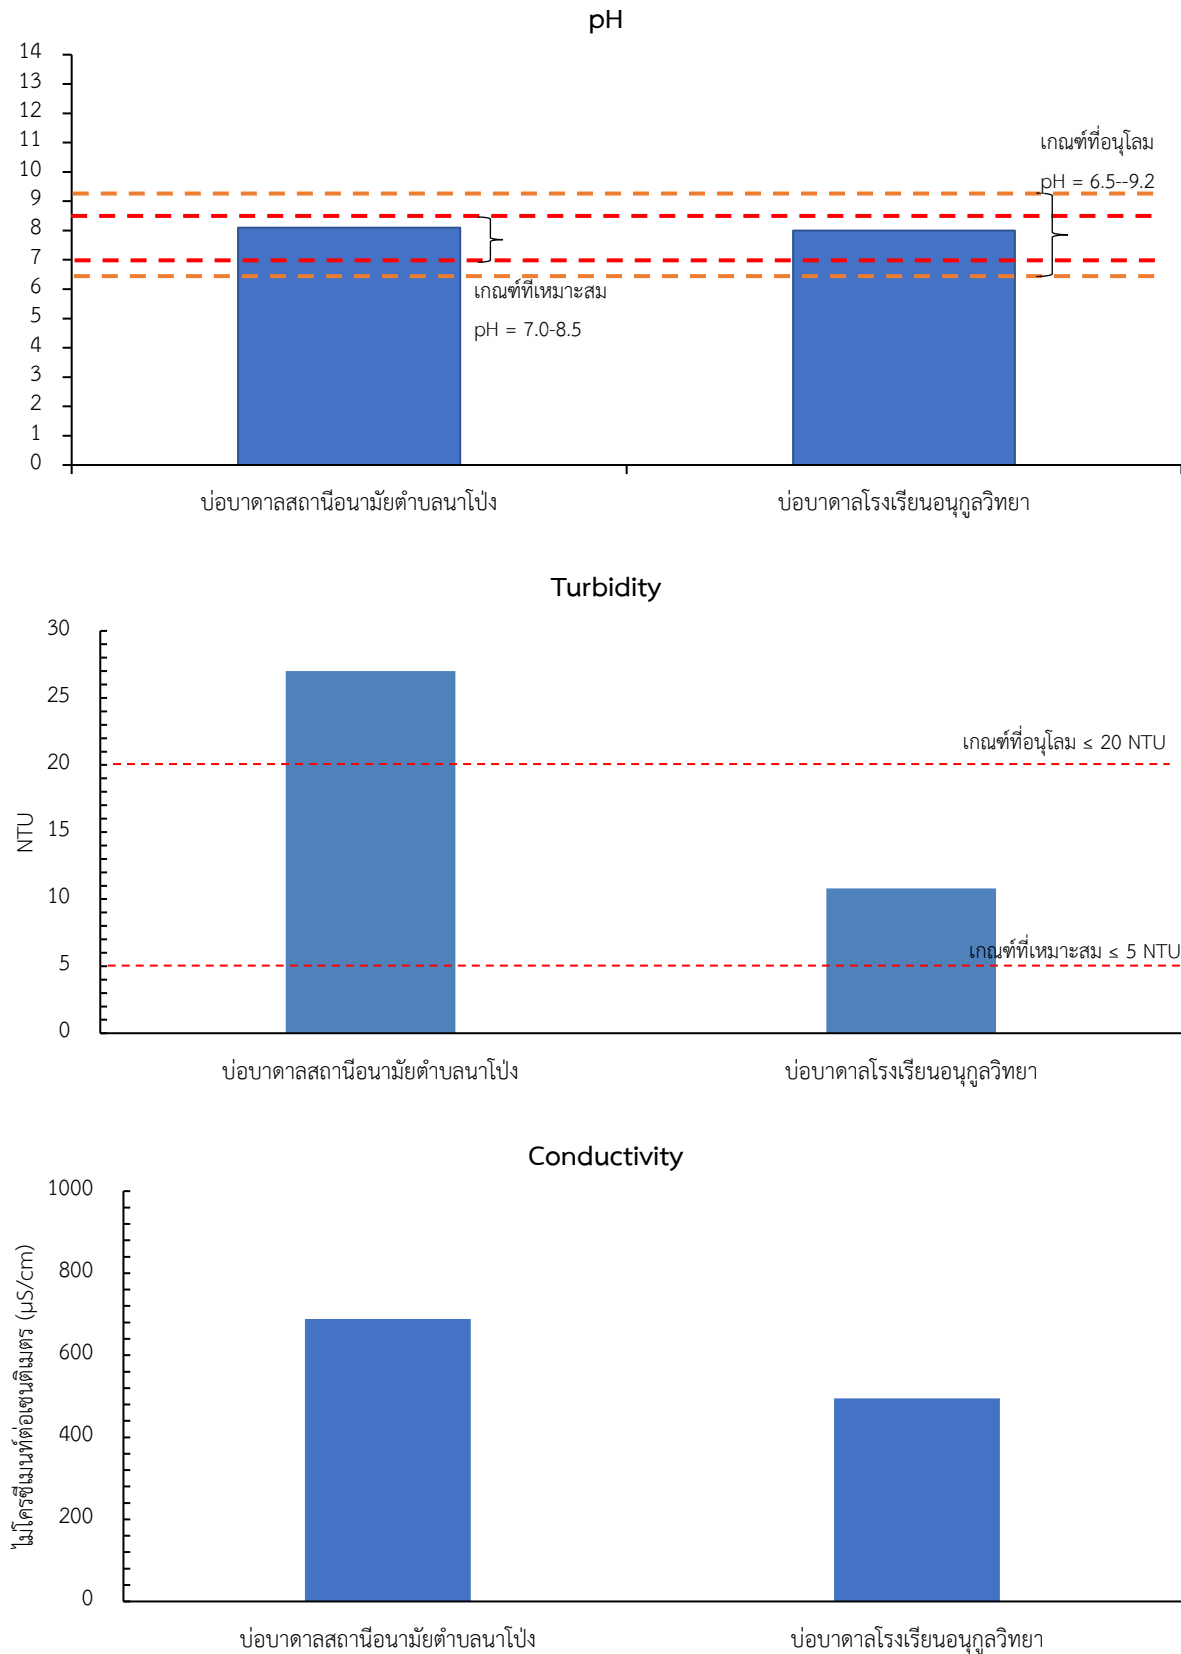 pH
14
13
12
11
10
9
8
7
6
5
4
3
2
1
0
เกณฑ์ที่อนุโลม
pH = 6.5--9.2
เกณฑ์ที่เหมาะสม
pH = 7.0-8.5
บ่อบาดาลสถานีอนามัยตำบลนาโป่ง
บ่อบาดาลโรงเรียนอนุกูลวิทยา
Turbidity
NTU
30
25
20
15
10
5
0
เกณฑ์ที่อนุโลม ≤ 20 NTU
เกณฑ์ที่เหมาะสม ≤ 5 NTU
บ่อบาดาลสถานีอนามัยตำบลนาโป่ง
บ่อบาดาลโรงเรียนอนุกูลวิทยา
Conductivity
ไมโครซีเมนท์ต่อเซนติเมตร (µS/cm)
1000
800
600
400
200
0
บ่อบาดาลสถานีอนามัยตำบลนาโป่ง
บ่อบาดาลโรงเรียนอนุกูลวิทยา